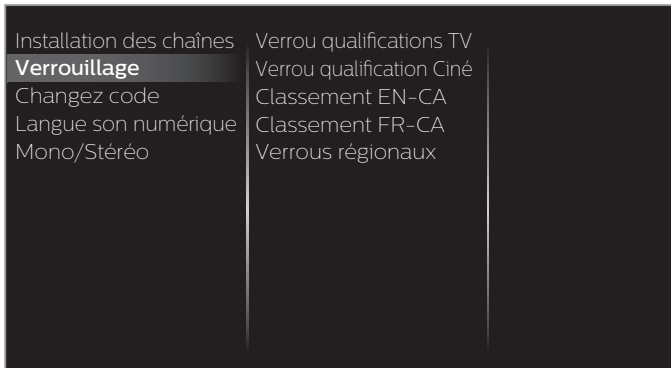 Installation des chaînes
Verrouillage
Changez code
Langue son numérique
Mono/Stéréo
Verrou qualifications TV
Verrou qualification Ciné
Classement EN-CA
Classement FR-CA
Verrous régionaux